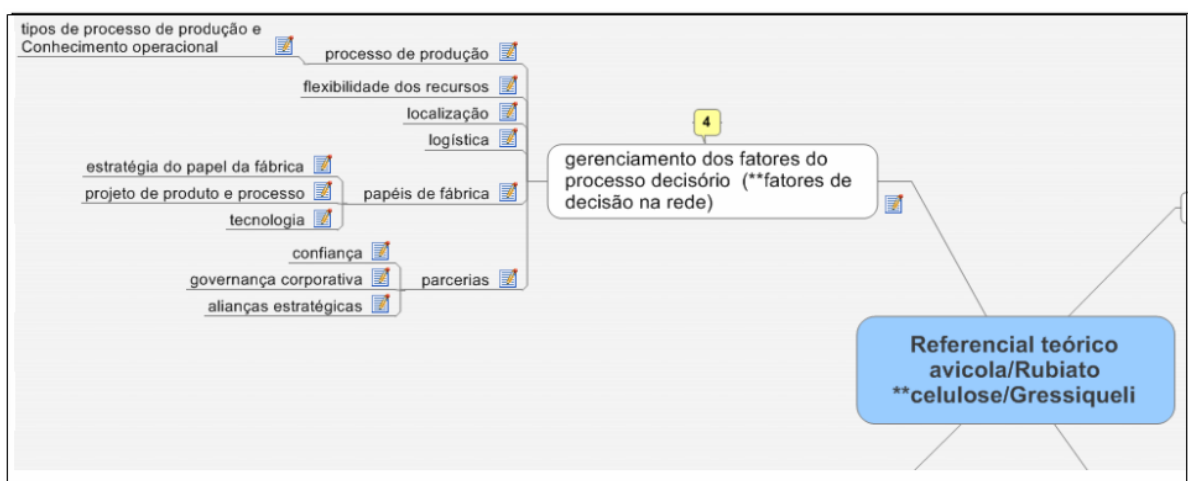 tipos de processo de produção e
Conhecimento operacional
processo de produção
flexibilidade dos recursos
localização
logística
estratégia do papel da fábrica
projeto de produto e processo
papéis de fábrica
tecnologia
confiança
governança corporativa
parcerias
alianças estratégicas
4
gerenciamento dos fatores do
processo decisório (**fatores de
decisão na rede)
Referencial teórico
avicola/Rubiato
**celulose/Gressiqueli